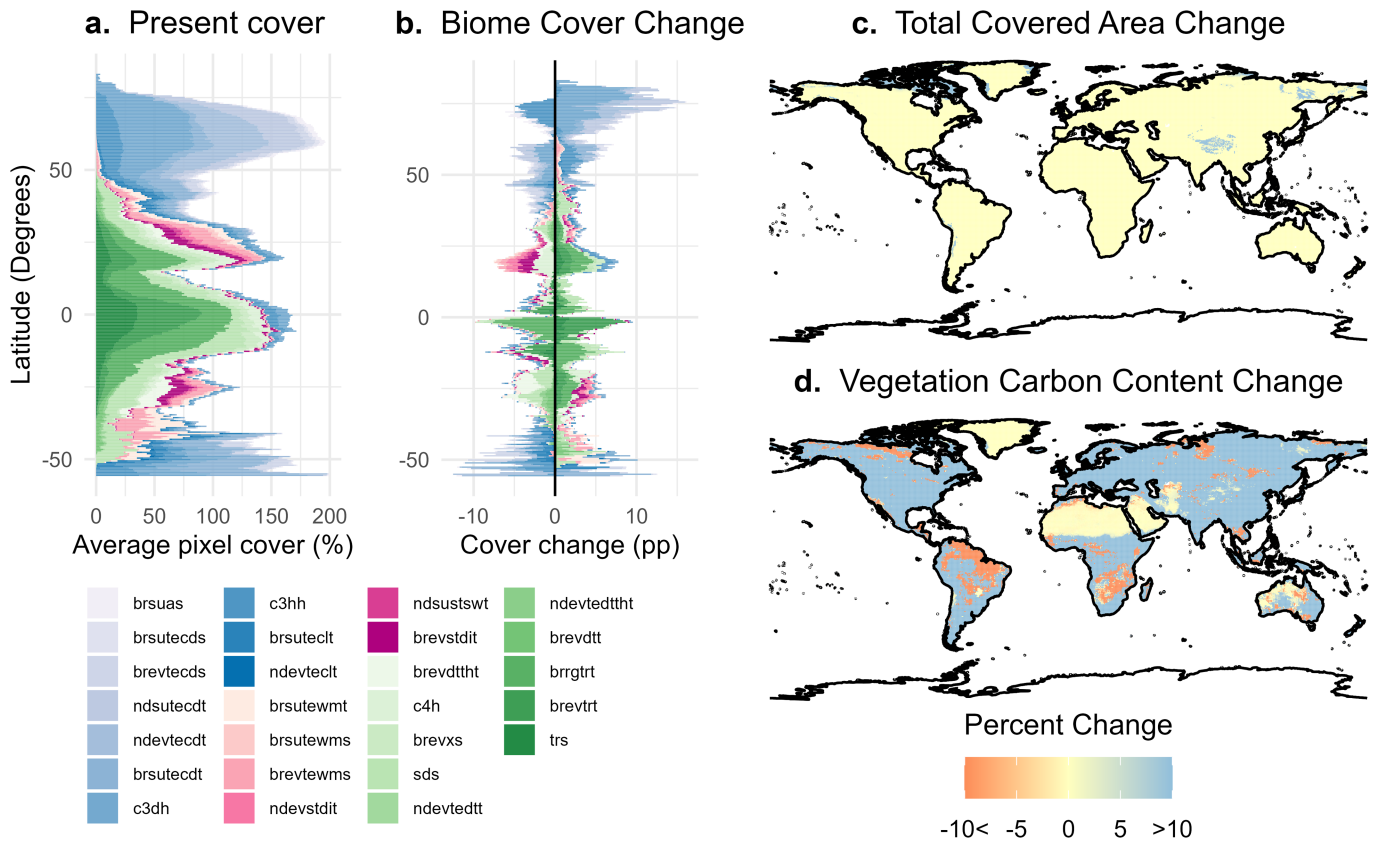 a. Present cover
b. Biome Cover Change
c. Total Covered Area Change
Latitude (Degrees)
50
0
-50
0 50 100 150 200
Average pixel cover (%)
50
0
-50
-10 0 10
Cover change (pp)
d. Vegetation Carbon Content Change
Percent Change
-10< -5 0 5 >10
brsuas
brsutecds
brevtecds
ndsutecdt
ndevtecdt
brsutecdt
c3dh
c3hh
brsuteclt
ndevteclt
brsutewmt
brsutewms
brevtewms
ndevstdit
ndsustswt
brevstdit
brevdttht
c4h
brevxs
sds
ndevtedtt
ndevtedttht
brevdtt
brrgtrt
brevtrt
trs